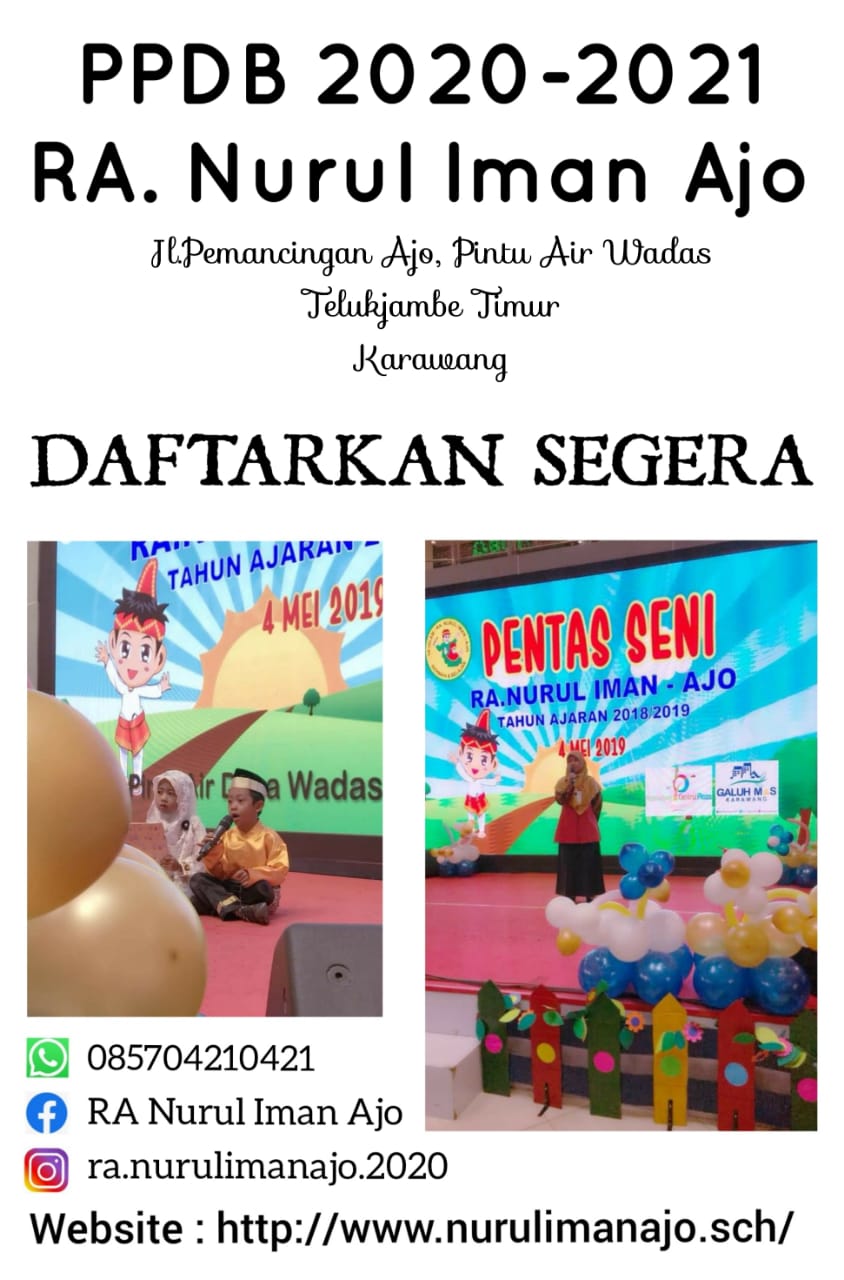 PPDB 2020-2021
RA. Nurul Iman Ajo
Jl.Pemancingan Ajo, Pintu Air Wadas
Telukjambe Timur
Karawang
DAFTARKAN SEGERA
TAHUN AJARAN 2
4 MEI 2019
Air Wadas
PENTAS SENI
RA.NURUL IMAN - AJO
TAHUN AJARAN 2018/2019
4 MEI 2019
GALUH MAS
KARAWANG
085704210421
RA Nurul Iman Ajo
ra.nurulimanajo.2020
Website : http://www.nurulimanajo.sch/